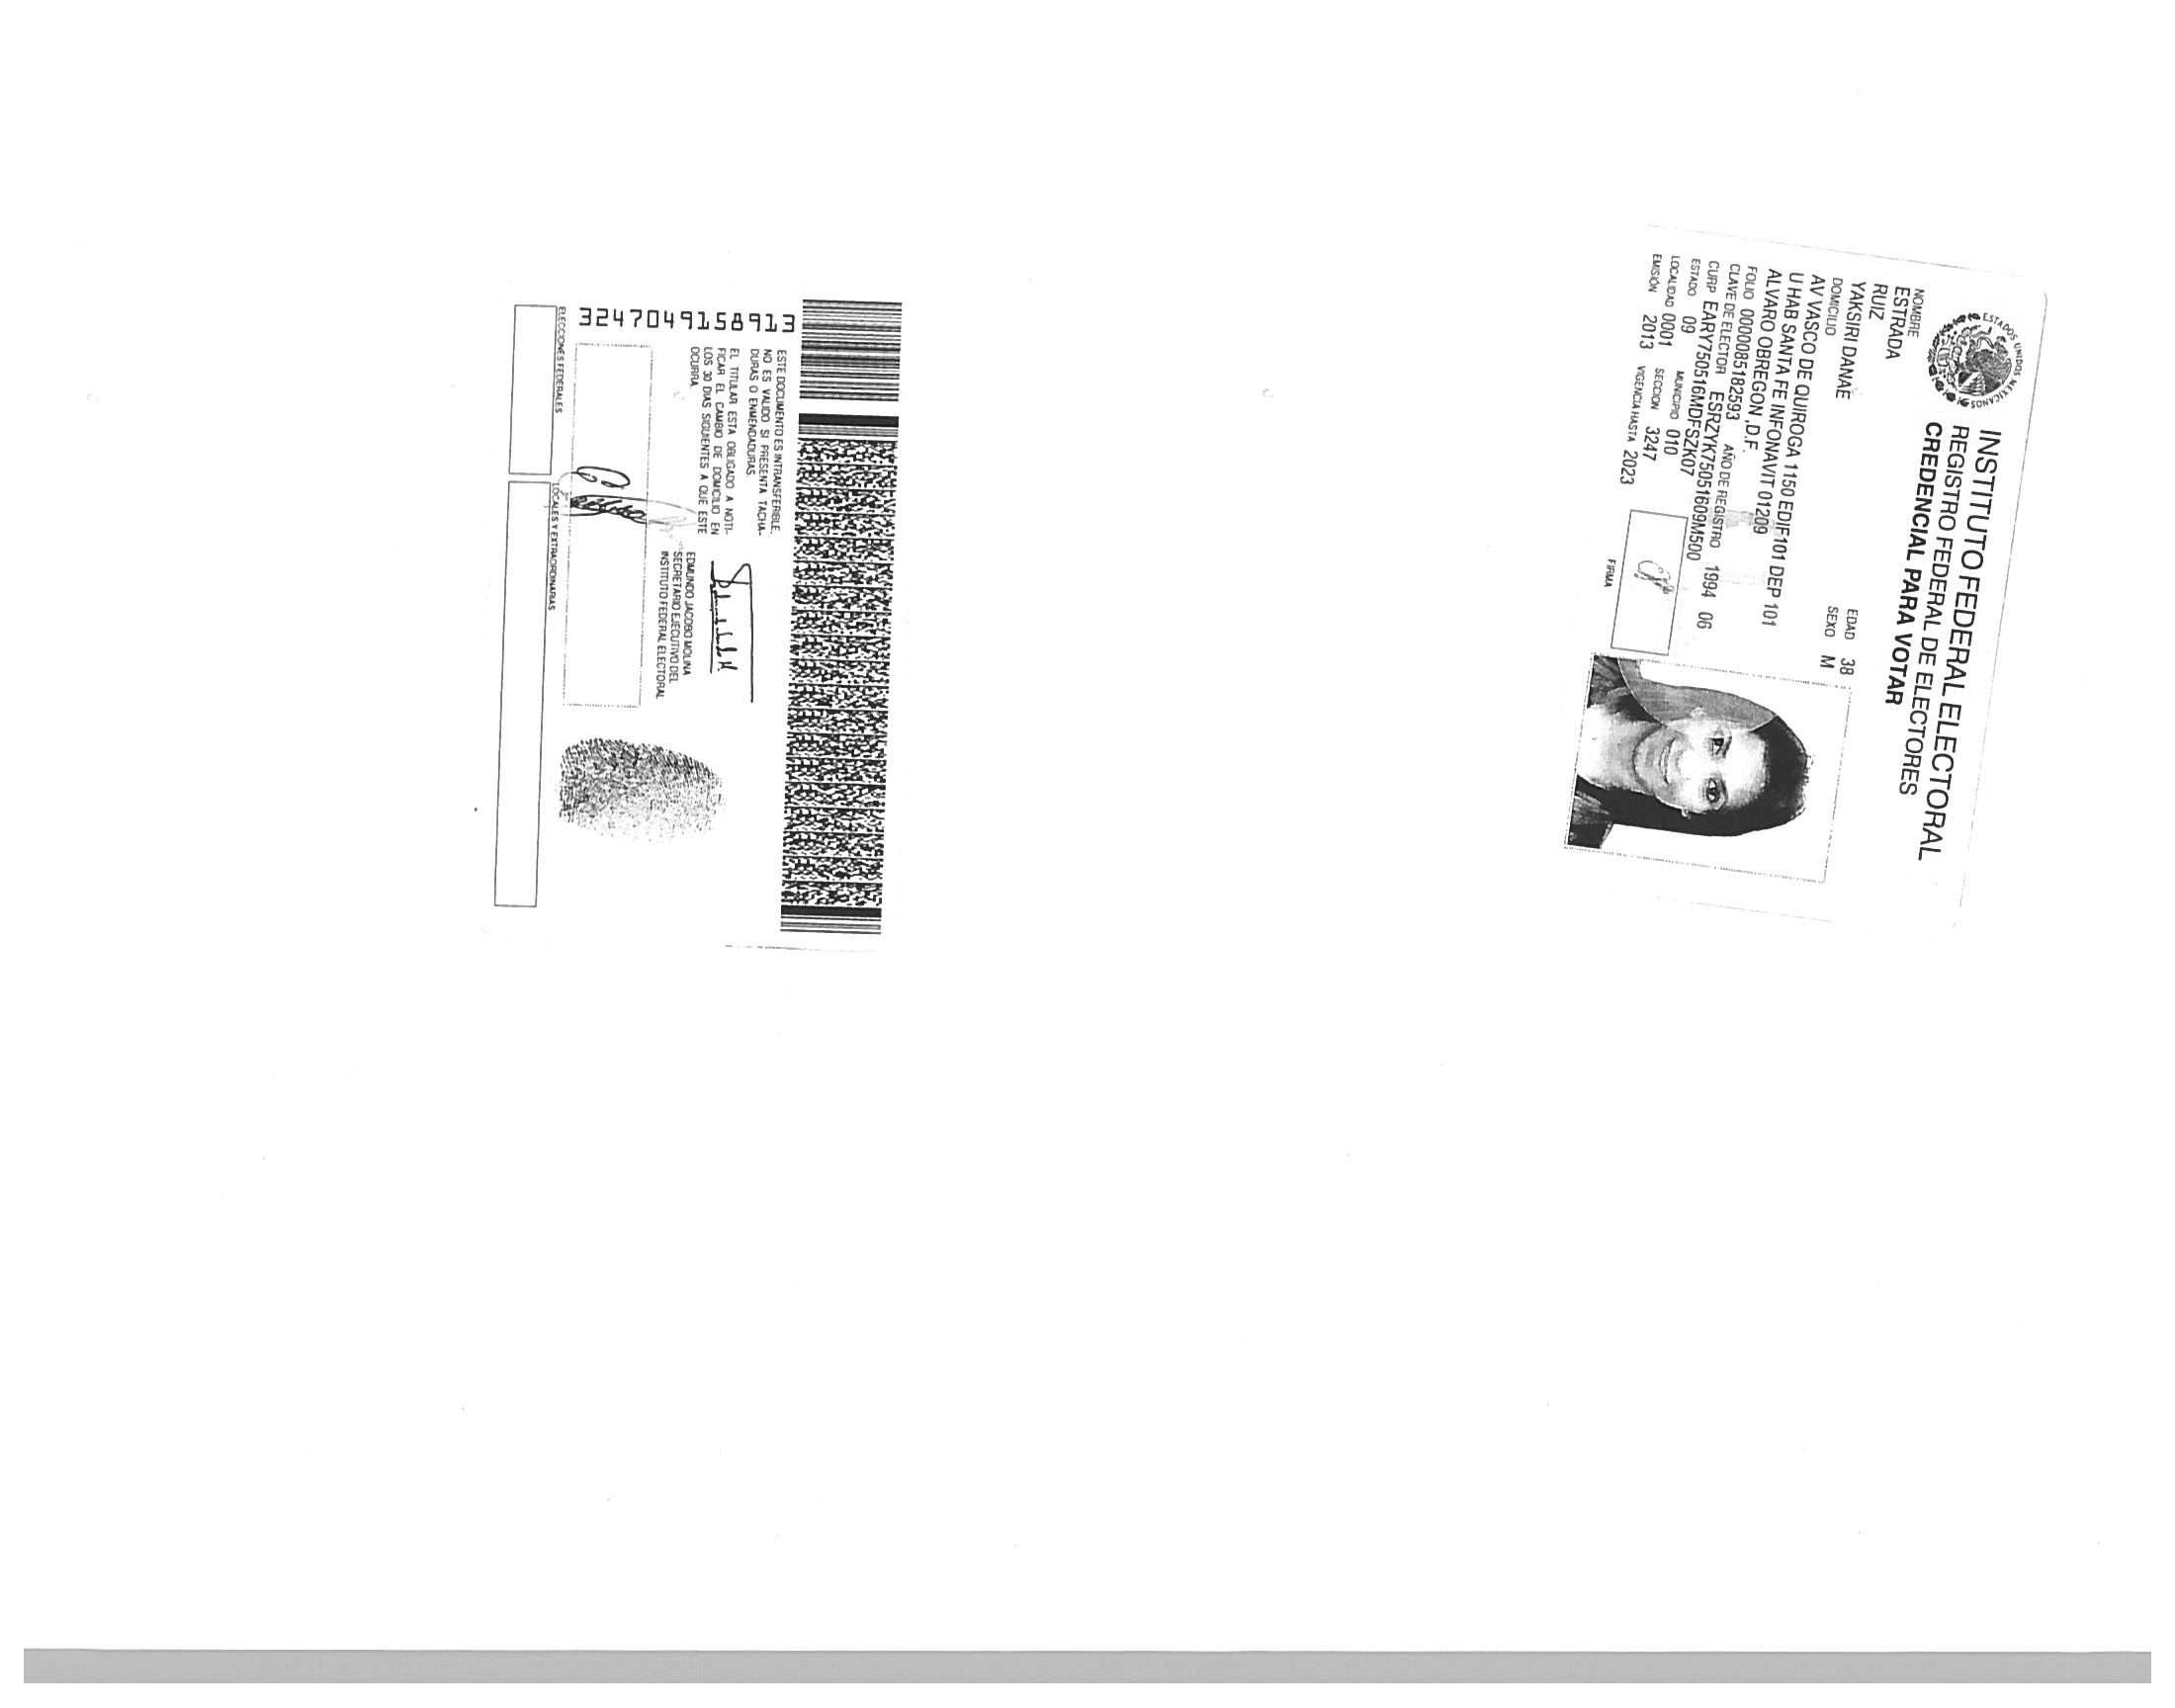 ESTADOS UNIDOS MEXICANOS
INSTITUTO FEDERAL ELECTORAL
REGISTRO FEDERAL DE ELECTORES
CREDENCIAL PARA VOTAR
NOMBRE
ESTRADA
RUIZ
YAKSIRI DANAE
EDAD 38
SEXO M
DOMICILIO
AV VASCO DE QUIROGA 1150 EDIF101 DEP 101
U HAB SANTA FE INFONAVIT 01209
ALVARO OBREGON ,D.F.
FOLIO 0000085182593 AÑO DE REGISTRO 1994 06
CLAVE DE ELECTOR ESRZYK75051609M500
CURP EARY750516MDFSZK07
ESTADO 09 MUNICIPIO 010
LOCALIDAD 0001 SECCION 3247
EMISIÓN 2013 VIGENCIA HASTA 2023
FIRMA
3247049158913
ESTE DOCUMENTO ES INTRANSFERIBLE.
NO ES VALIDO SI PRESENTA TACHA-
DURAS O ENMENDADURAS.
EL TITULAR ESTA OBLIGADO A NOTI-
FICAR EL CAMBIO DE DOMICILIO EN
LOS 30 DIAS SIGUIENTES A QUE ESTE
OCURRA.
EDMUNDO JACOBO MOLINA
SECRETARIO EJECUTIVO DEL
INSTITUTO FEDERAL ELECTORAL
ELECCIONES FEDERALES
LOCALES Y EXTRAORDINARIAS